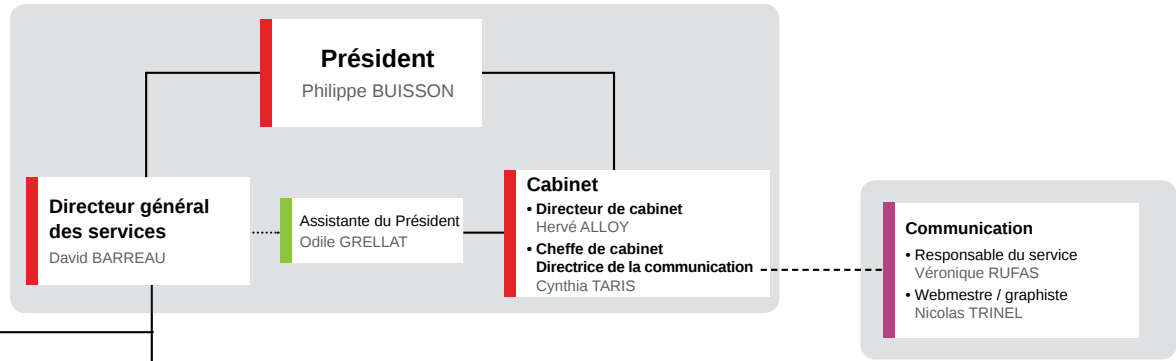 Président
Philippe BUISSON
Directeur général
des services
David BARREAU
Assistante du Président
Odile GRELLAT
Cabinet
• Directeur de cabinet
Hervé ALLOY
• Cheffe de cabinet
Directrice de la communication
Cynthia TARIS
Communication
• Responsable du service
Véronique RUFAS
• Webmestre / graphiste
Nicolas TRINEL